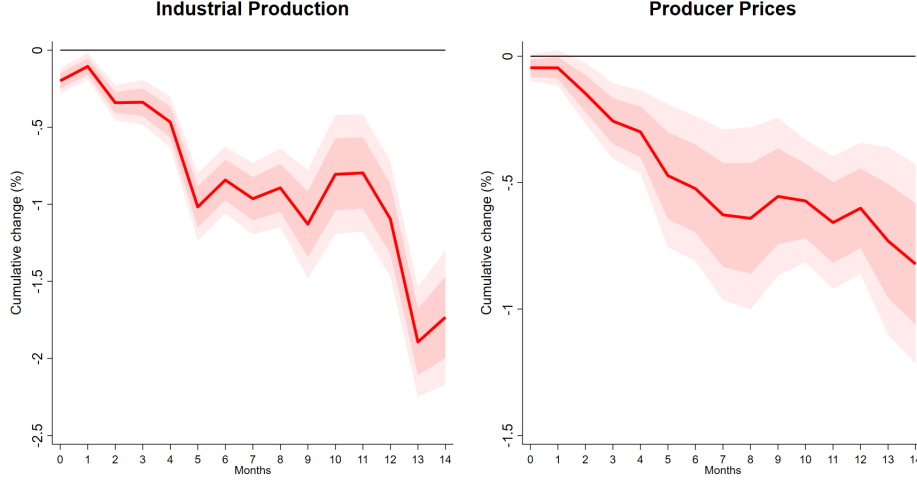 Industrial Production
Cumulative change (%)
0
-.5
-1
-1.5
-2
-2.5
0 1 2 3 4 5 6 7 8 9 10 11 12 13 14
Months
Producer Prices
Cumulative change (%)
0
-.5
-1
-1.5
0 1 2 3 4 5 6 7 8 9 10 11 12 13 14
Months